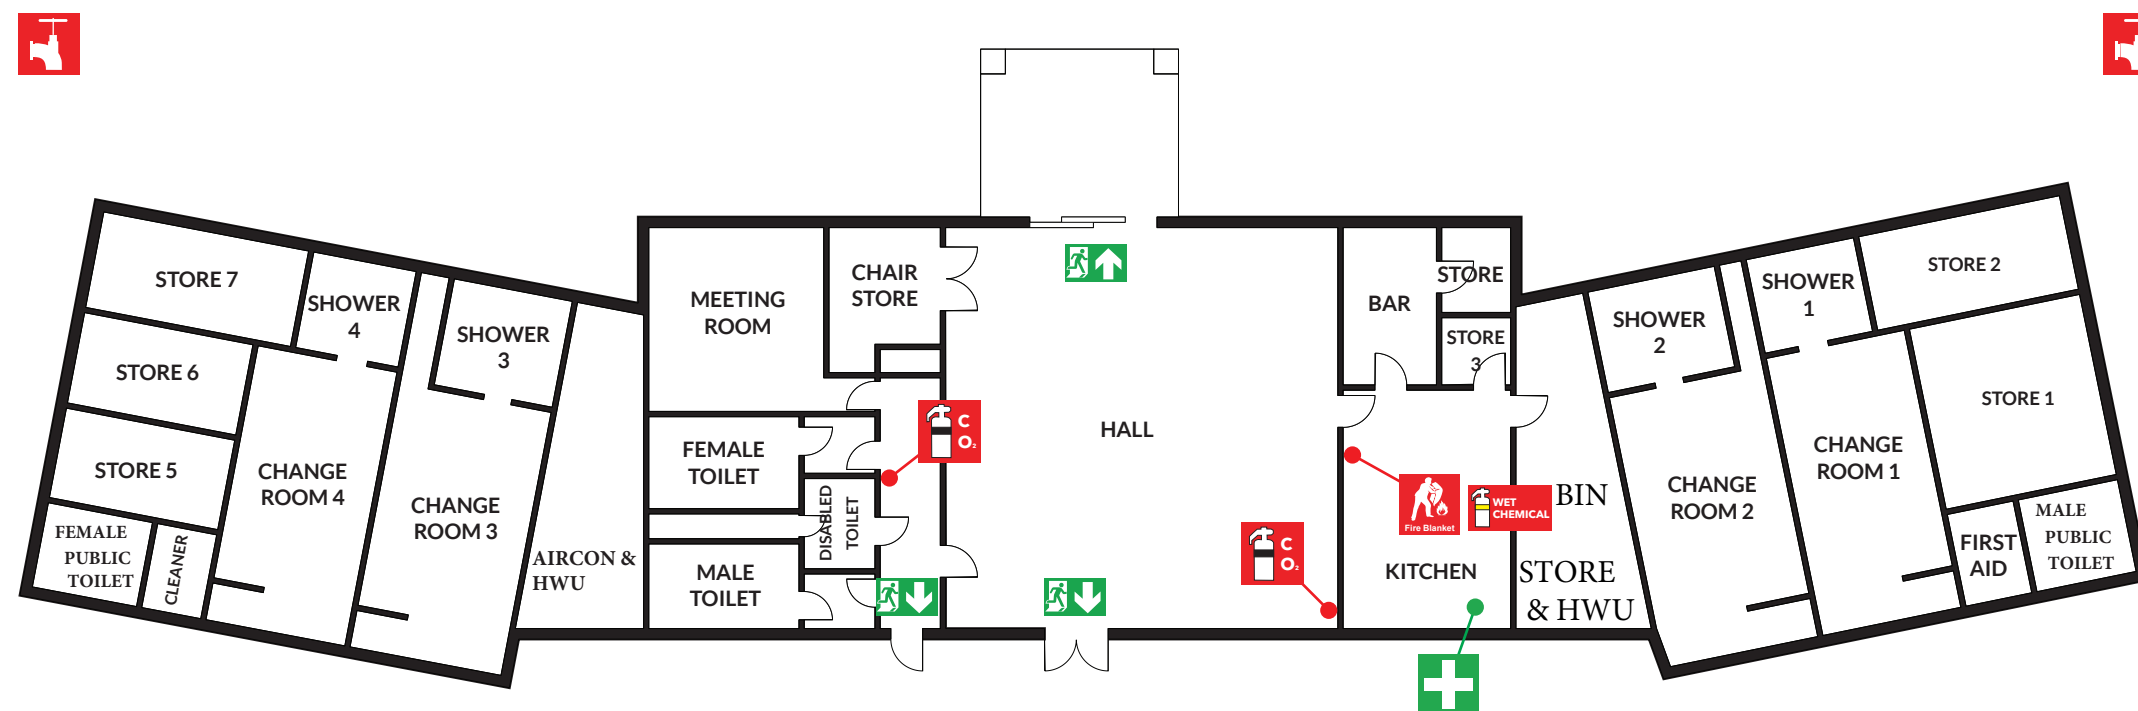 STORE 7
SHOWER
4
SHOWER
3
STORE 6
STORE 5
CHANGE
ROOM 4
CHANGE
ROOM 3
FEMALE
PUBLIC
TOILET
CLEANER
AIRCON &
HWU
MEETING
ROOM
CHAIR
STORE
FEMALE
TOILET
DISABLED
TOILET
MALE
TOILET
C
O₂
HALL
C
O₂
BAR
STORE
STORE
3
Fire Blanket
WET
CHEMICAL
KITCHEN
BIN
STORE
& HWU
SHOWER
2
SHOWER
1
STORE 2
STORE 1
CHANGE
ROOM 2
CHANGE
ROOM 1
FIRST
AID
MALE
PUBLIC
TOILET